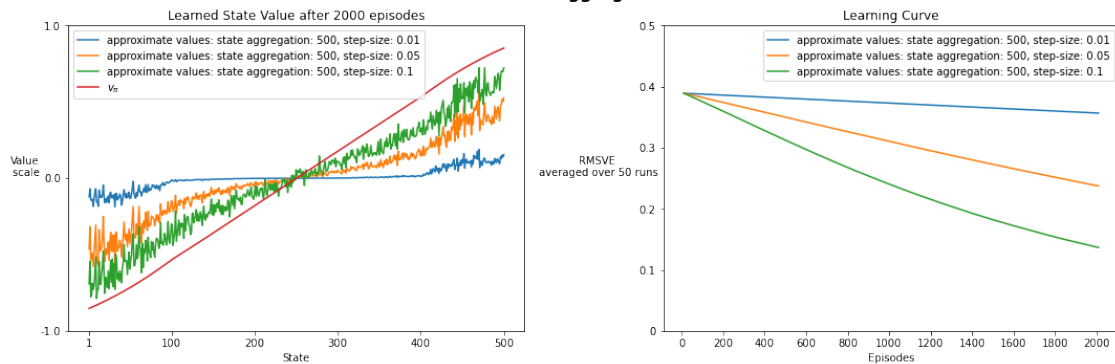 Learned State Value after 2000 episodes
1.0
approximate values: state aggregation: 500, step-size: 0.01
approximate values: state aggregation: 500, step-size: 0.05
approximate values: state aggregation: 500, step-size: 0.1
vπ
Value
scale
0.0
-1.0
1
100
200
300
400
500
State
Learning Curve
0.5
approximate values: state aggregation: 500, step-size: 0.01
approximate values: state aggregation: 500, step-size: 0.05
approximate values: state aggregation: 500, step-size: 0.1
0.4
0.3
RMSVE
averaged over 50 runs
0.2
0.1
0
0
200
400
600
800
1000
1200
1400
1600
1800
2000
Episodes